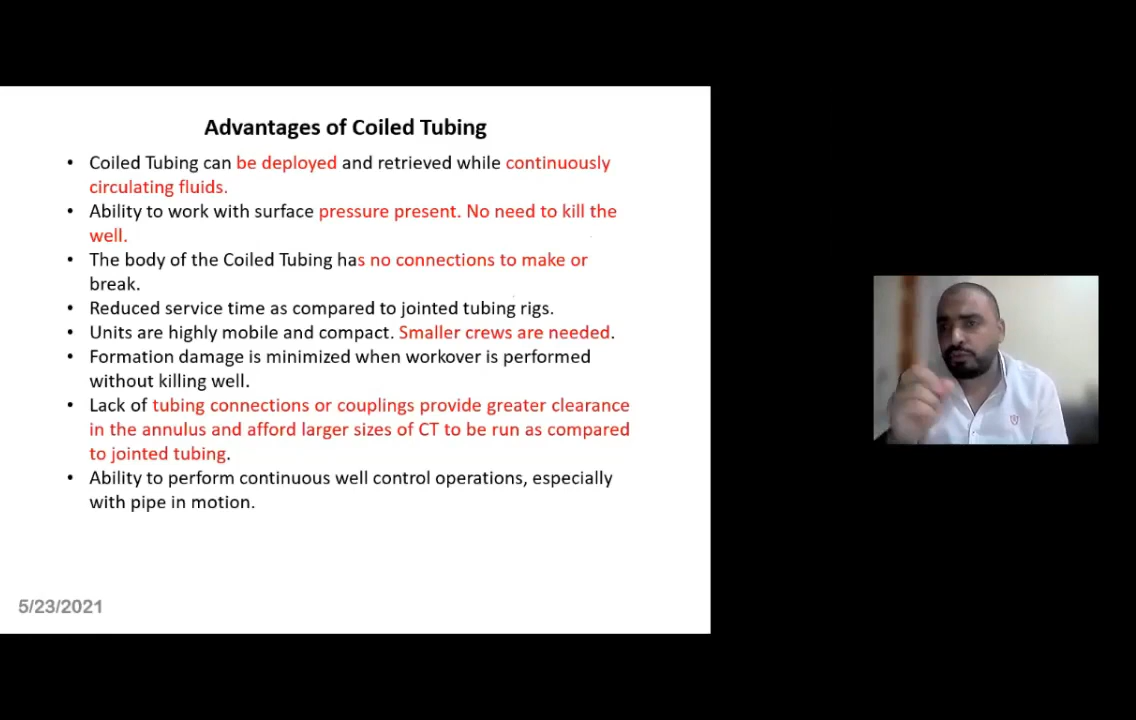 Advantages of Coiled Tubing
• Coiled Tubing can be deployed and retrieved while continuously
circulating fluids.
• Ability to work with surface pressure present. No need to kill the
well.
• The body of the Coiled Tubing has no connections to make or
break.
• Reduced service time as compared to jointed tubing rigs.
• Units are highly mobile and compact. Smaller crews are needed.
• Formation damage is minimized when workover is performed
without killing well.
• Lack of tubing connections or couplings provide greater clearance
in the annulus and afford larger sizes of CT to be run as compared
to jointed tubing.
• Ability to perform continuous well control operations, especially
with pipe in motion.
5/23/2021